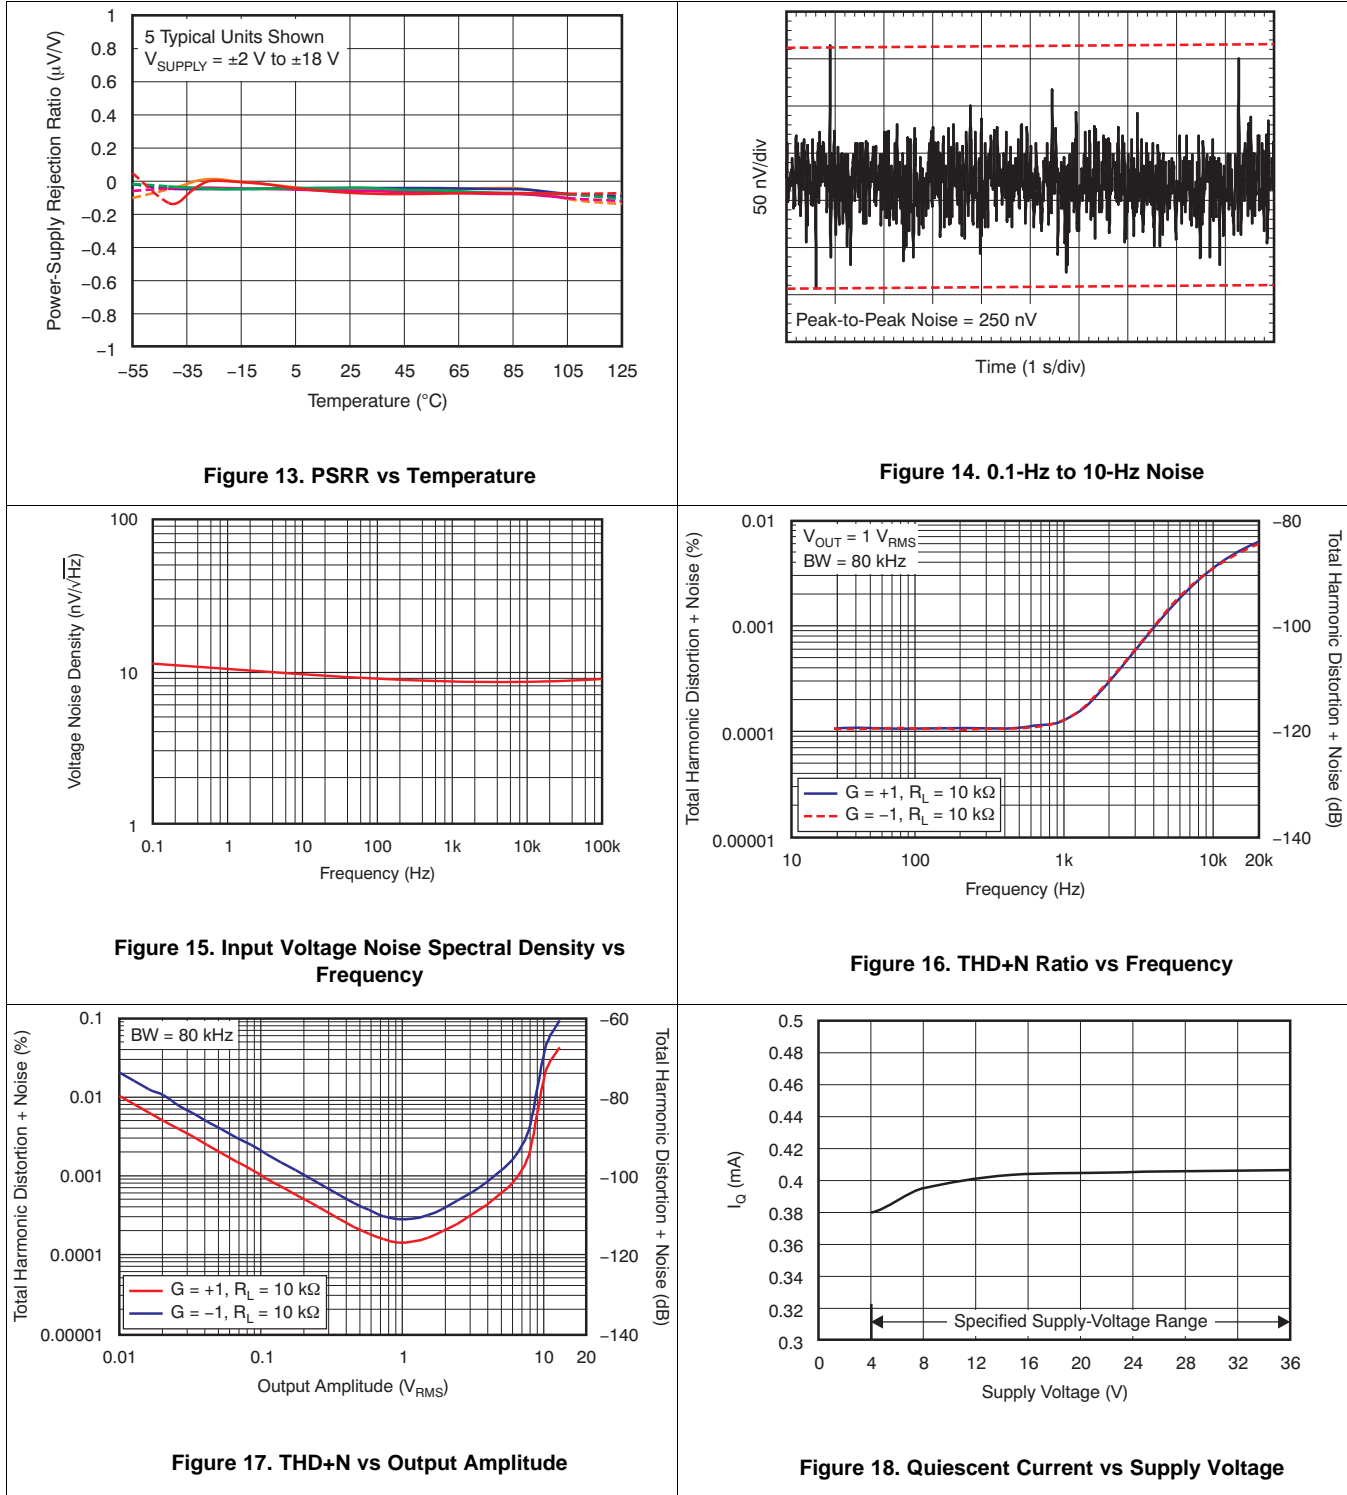 5 Typical Units Shown
V_SUPPLY = ±2 V to ±18 V
Power-Supply Rejection Ratio (μV/V)
1
0.8
0.6
0.4
0.2
0
−0.2
−0.4
−0.6
−0.8
−1
−55 −35 −15 5 25 45 65 85 105 125
Temperature (°C)
Figure 13. PSRR vs Temperature
50 nV/div
Peak-to-Peak Noise = 250 nV
Time (1 s/div)
Figure 14. 0.1-Hz to 10-Hz Noise
Voltage Noise Density (nV/√Hz)
100
10
1
0.1 1 10 100 1k 10k 100k
Frequency (Hz)
Figure 15. Input Voltage Noise Spectral Density vs
Frequency
Total Harmonic Distortion + Noise (%)
0.01
0.001
0.0001
0.00001
V_OUT = 1 V_RMS
BW = 80 kHz
G = +1, R_L = 10 kΩ
G = −1, R_L = 10 kΩ
−80
−100
−120
−140
Total Harmonic Distortion + Noise (dB)
10 100 1k 10k 20k
Frequency (Hz)
Figure 16. THD+N Ratio vs Frequency
Total Harmonic Distortion + Noise (%)
0.1
0.01
0.001
0.0001
0.00001
BW = 80 kHz
G = +1, R_L = 10 kΩ
G = −1, R_L = 10 kΩ
−60
−80
−100
−120
−140
Total Harmonic Distortion + Noise (dB)
0.01 0.1 1 10 20
Output Amplitude (V_RMS)
Figure 17. THD+N vs Output Amplitude
I_Q (mA)
0.5
0.48
0.46
0.44
0.42
0.4
0.38
0.36
0.34
0.32
0.3
Specified Supply-Voltage Range
0 4 8 12 16 20 24 28 32 36
Supply Voltage (V)
Figure 18. Quiescent Current vs Supply Voltage